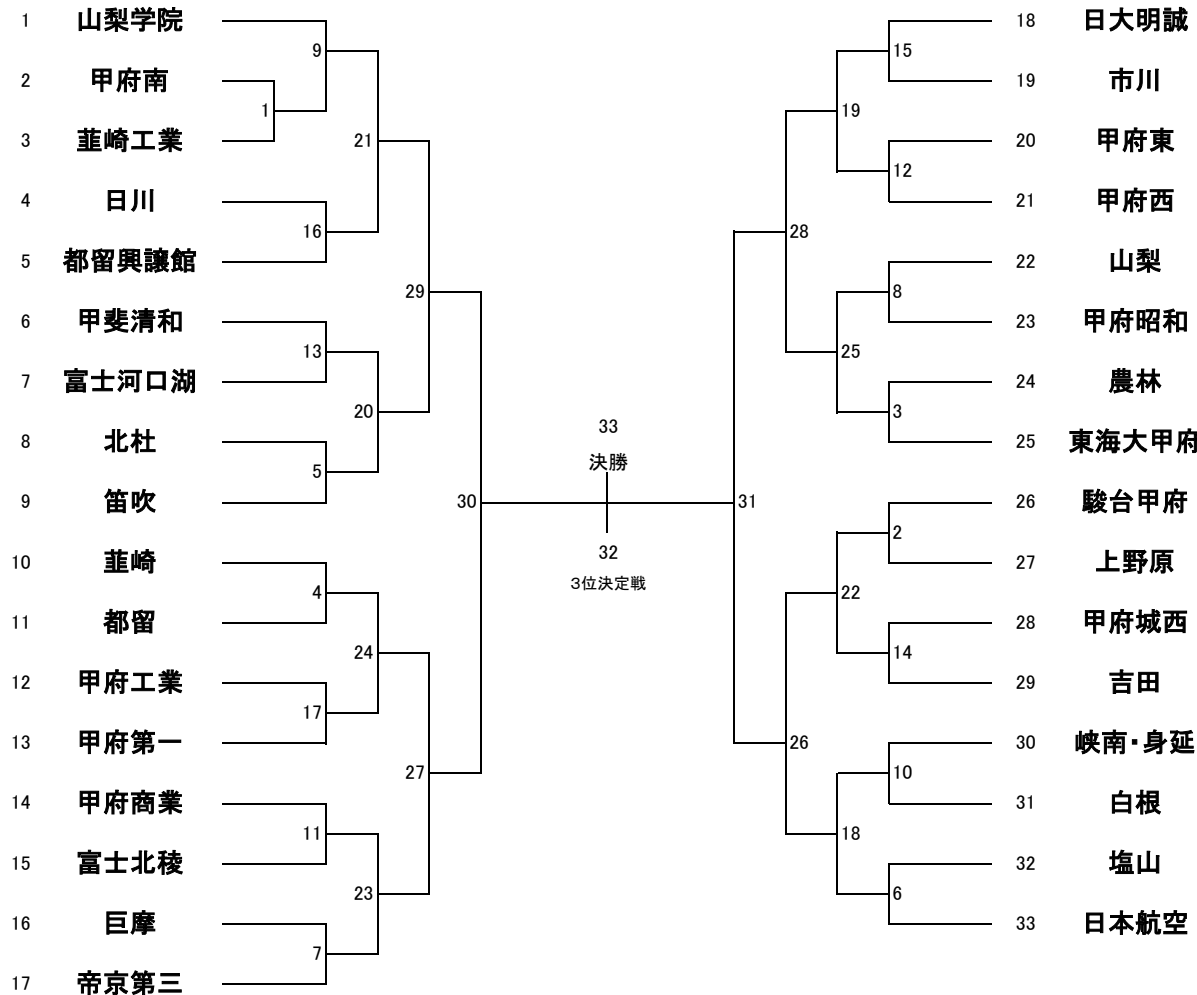 1 山梨学院
9
2 甲府南
1
3 韮崎工業
21
4 日川
16
5 都留興譲館
29
6 甲斐清和
13
7 富士河口湖
20
8 北杜
5
9 笛吹
30
10 韮崎
4
11 都留
24
12 甲府工業
17
13 甲府第一
27
14 甲府商業
11
15 富士北稜
23
16 巨摩
7
17 帝京第三
33
決勝
32
3位決定戦
18 日大明誠
15
19 市川
19
20 甲府東
12
21 甲府西
28
22 山梨
8
23 甲府昭和
25
24 農林
3
25 東海大甲府
31
26 駿台甲府
2
27 上野原
22
28 甲府城西
14
29 吉田
26
30 峡南・身延
10
31 白根
18
32 塩山
6
33 日本航空